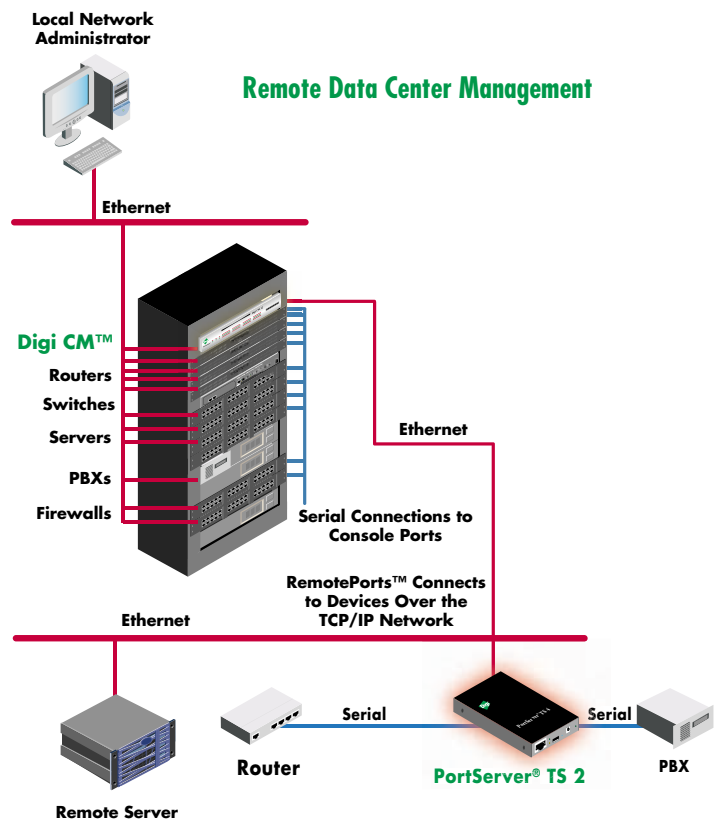 Local Network
Administrator
Remote Data Center Management
Ethernet
Digi CM™
Routers
Switches
Servers
PBXs
Firewalls
Ethernet
Serial Connections to
Console Ports
RemotePorts™ Connects
to Devices Over the
TCP/IP Network
Ethernet
Serial
Serial
Router
PortServer® TS 2
PBX
Remote Server